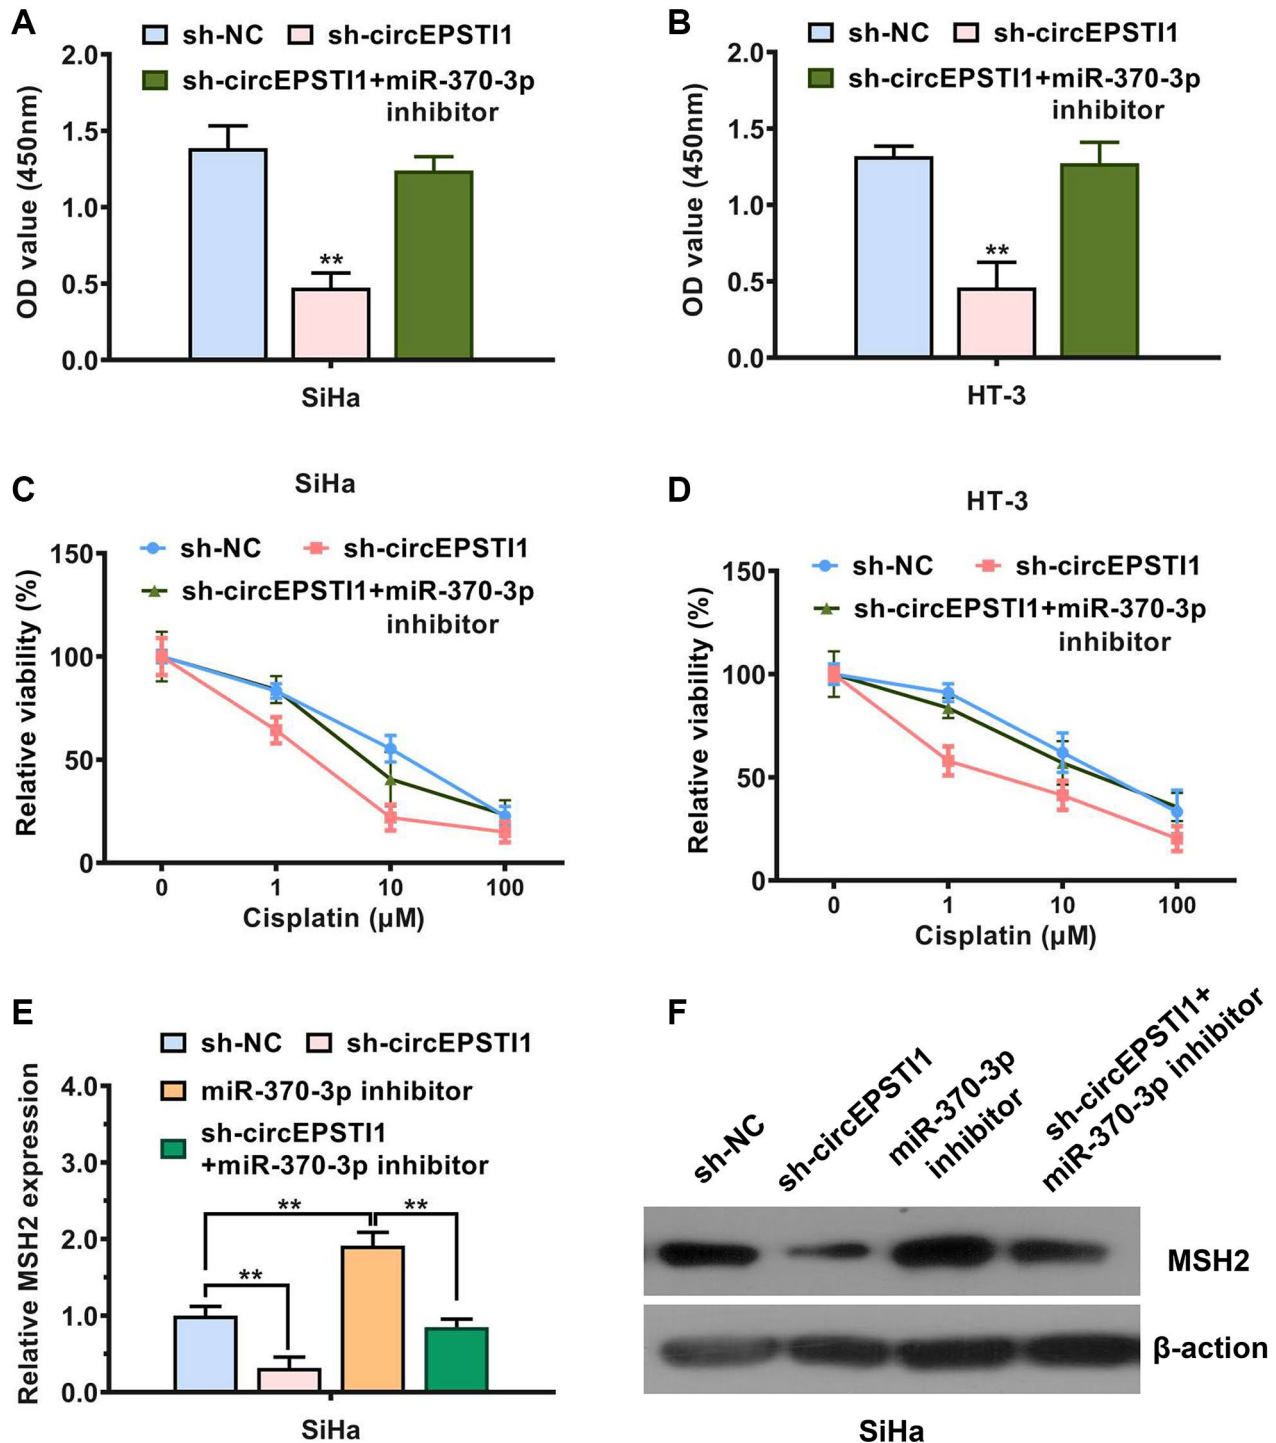 A
sh-NC sh-circEPSTI1
sh-circEPSTI1+miR-370-3p
inhibitor
OD value (450nm)
2.0
1.5
1.0
0.5
0.0
**
SiHa
B
sh-NC sh-circEPSTI1
sh-circEPSTI1+miR-370-3p
inhibitor
OD value (450nm)
2.0
1.5
1.0
0.5
0.0
**
HT-3
C
SiHa
sh-NC sh-circEPSTI1
sh-circEPSTI1+miR-370-3p
inhibitor
Relative viability (%)
150
100
50
0
0 1 10 100
Cisplatin (μM)
D
HT-3
sh-NC sh-circEPSTI1
sh-circEPSTI1+miR-370-3p
inhibitor
Relative viability (%)
150
100
50
0
0 1 10 100
Cisplatin (μM)
E
sh-NC sh-circEPSTI1
miR-370-3p inhibitor
sh-circEPSTI1
+miR-370-3p inhibitor
Relative MSH2 expression
4.0
3.0
2.0
1.0
0.0
** **
**
SiHa
F
sh-NC
sh-circEPSTI1
miR-370-3p
inhibitor
sh-circEPSTI1+
miR-370-3p inhibitor
MSH2
β-action
SiHa